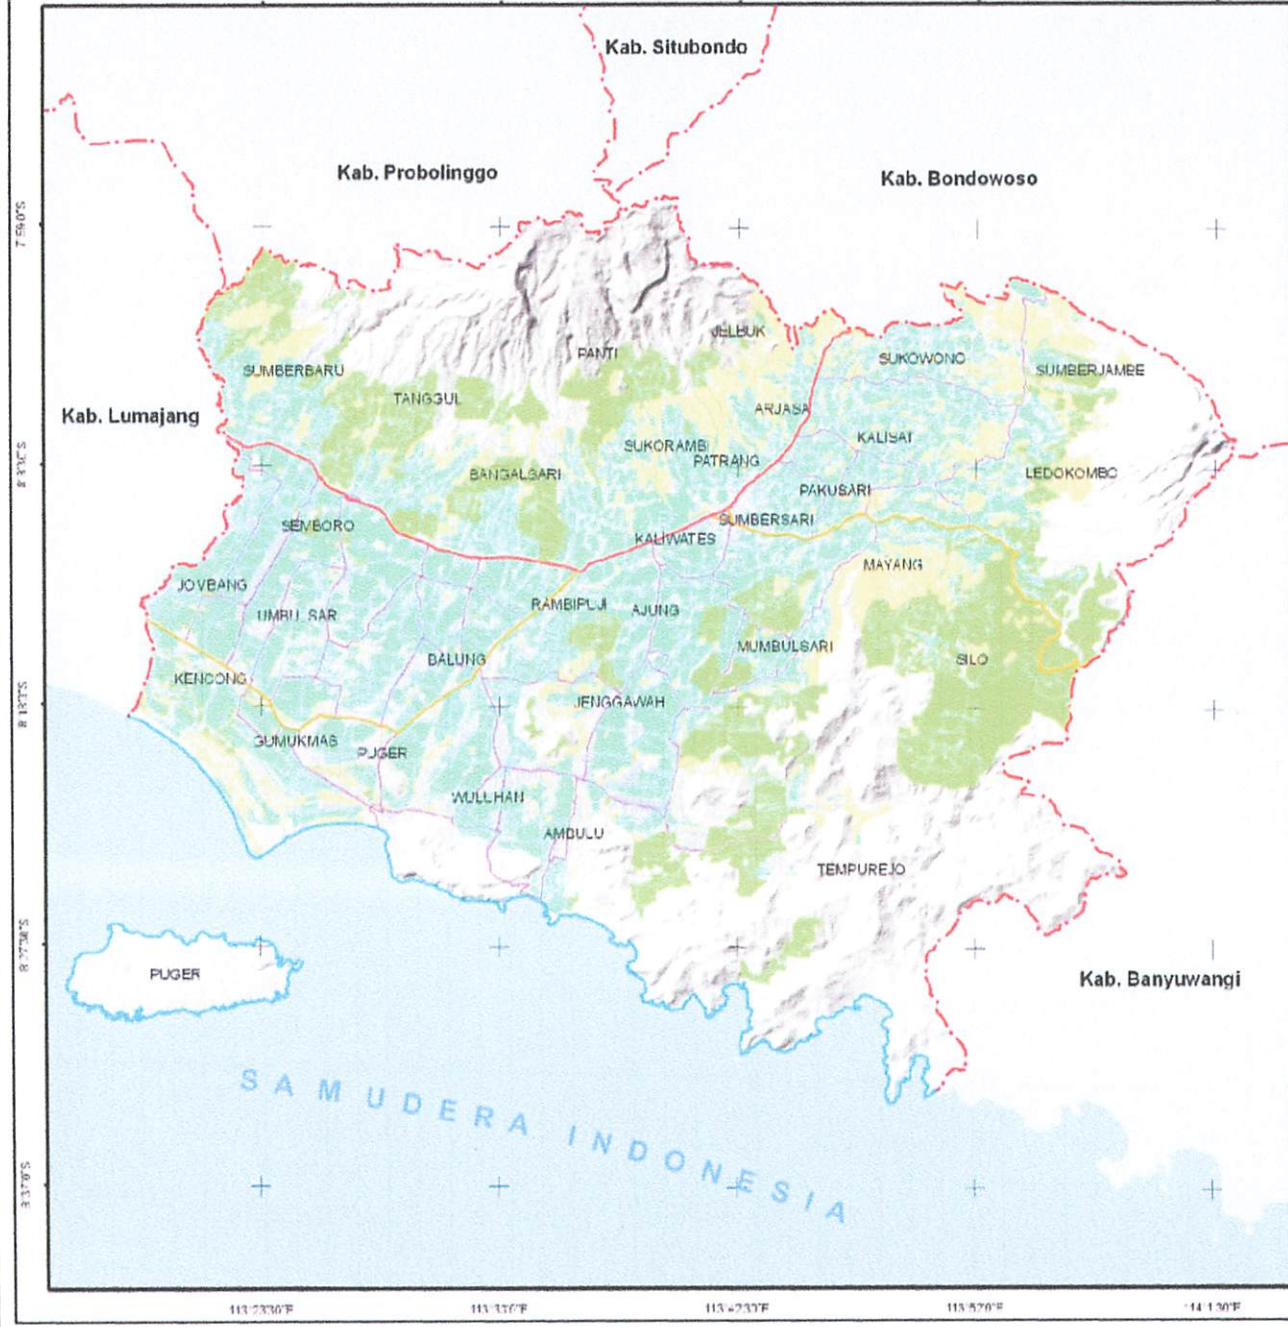 Kab. Situbondo
Kab. Probolinggo
Kab. Bondowoso
JELBUK
PANTI
SUKOWONO
SUMBERBARU
SUMBERJAMBE
TANGGUL
ARJASA
Kab. Lumajang
KALISAT
SUKORAMBI
PATRANG
BANGALSARI
LEDOKOMBO
PAKUSARI
SUMBERSARI
SEMBORO
KALIWATES
MAYANG
JOMBANG
RAMBIPUJI
AJUNG
UMBULSARI
MUMBULSARI
BALUNG
SILO
KENCONG
JENGGAWAH
GUMUKMAS
PUGER
WULUHAN
AMBULU
TEMPUREJO
PUGER
Kab. Banyuwangi
SAMUDERA INDONESIA